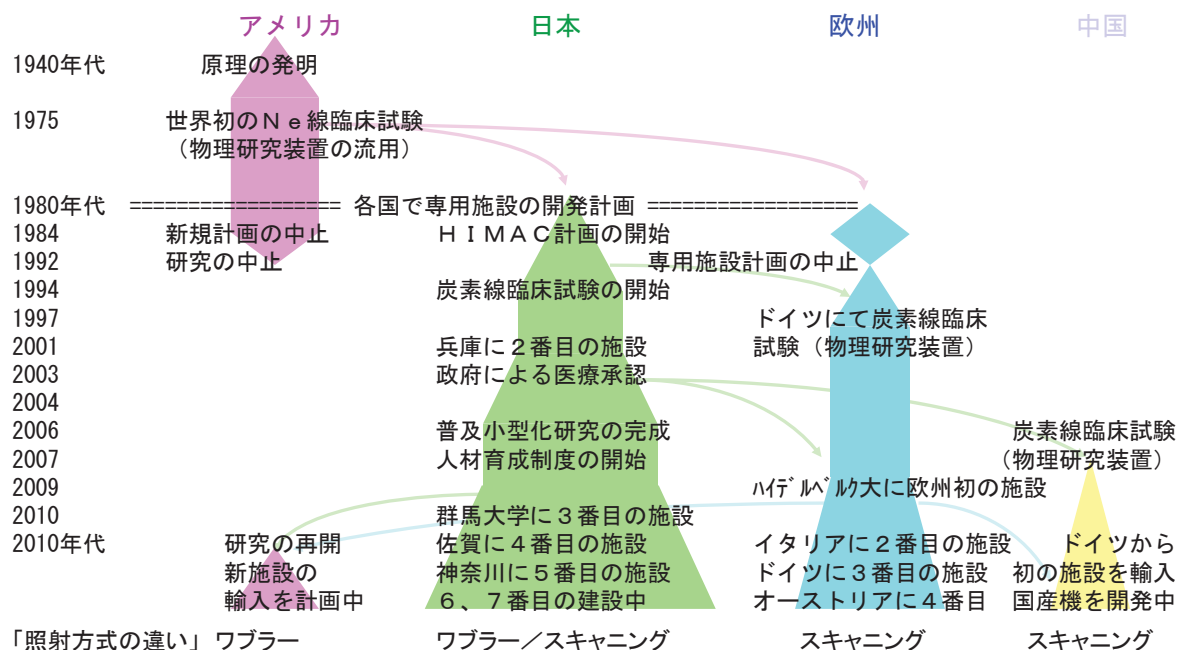 アメリカ 日本 欧州 中国
1940年代 原理の発明
1975 世界初のＮｅ線臨床試験
（物理研究装置の流用）
1980年代 ================== 各国で専用施設の開発計画 ==================
1984 新規計画の中止 ＨＩＭＡＣ計画の開始
1992 研究の中止 専用施設計画の中止
1994 炭素線臨床試験の開始
1997 ドイツにて炭素線臨床
2001 兵庫に２番目の施設 試験（物理研究装置）
2003 政府による医療承認
2004
2006 普及小型化研究の完成 炭素線臨床試験
2007 人材育成制度の開始 （物理研究装置）
2009 ﾊｲﾃﾞﾙﾍﾞﾙｸ大に欧州初の施設
2010 群馬大学に３番目の施設
2010年代 研究の再開 佐賀に４番目の施設 イタリアに２番目の施設 ドイツから
新施設の 神奈川に５番目の施設 ドイツに３番目の施設 初の施設を輸入
輸入を計画中 ６、７番目の建設中 オーストリアに４番目 国産機を開発中
「照射方式の違い」 ワブラー ワブラー／スキャニング スキャニング スキャニング